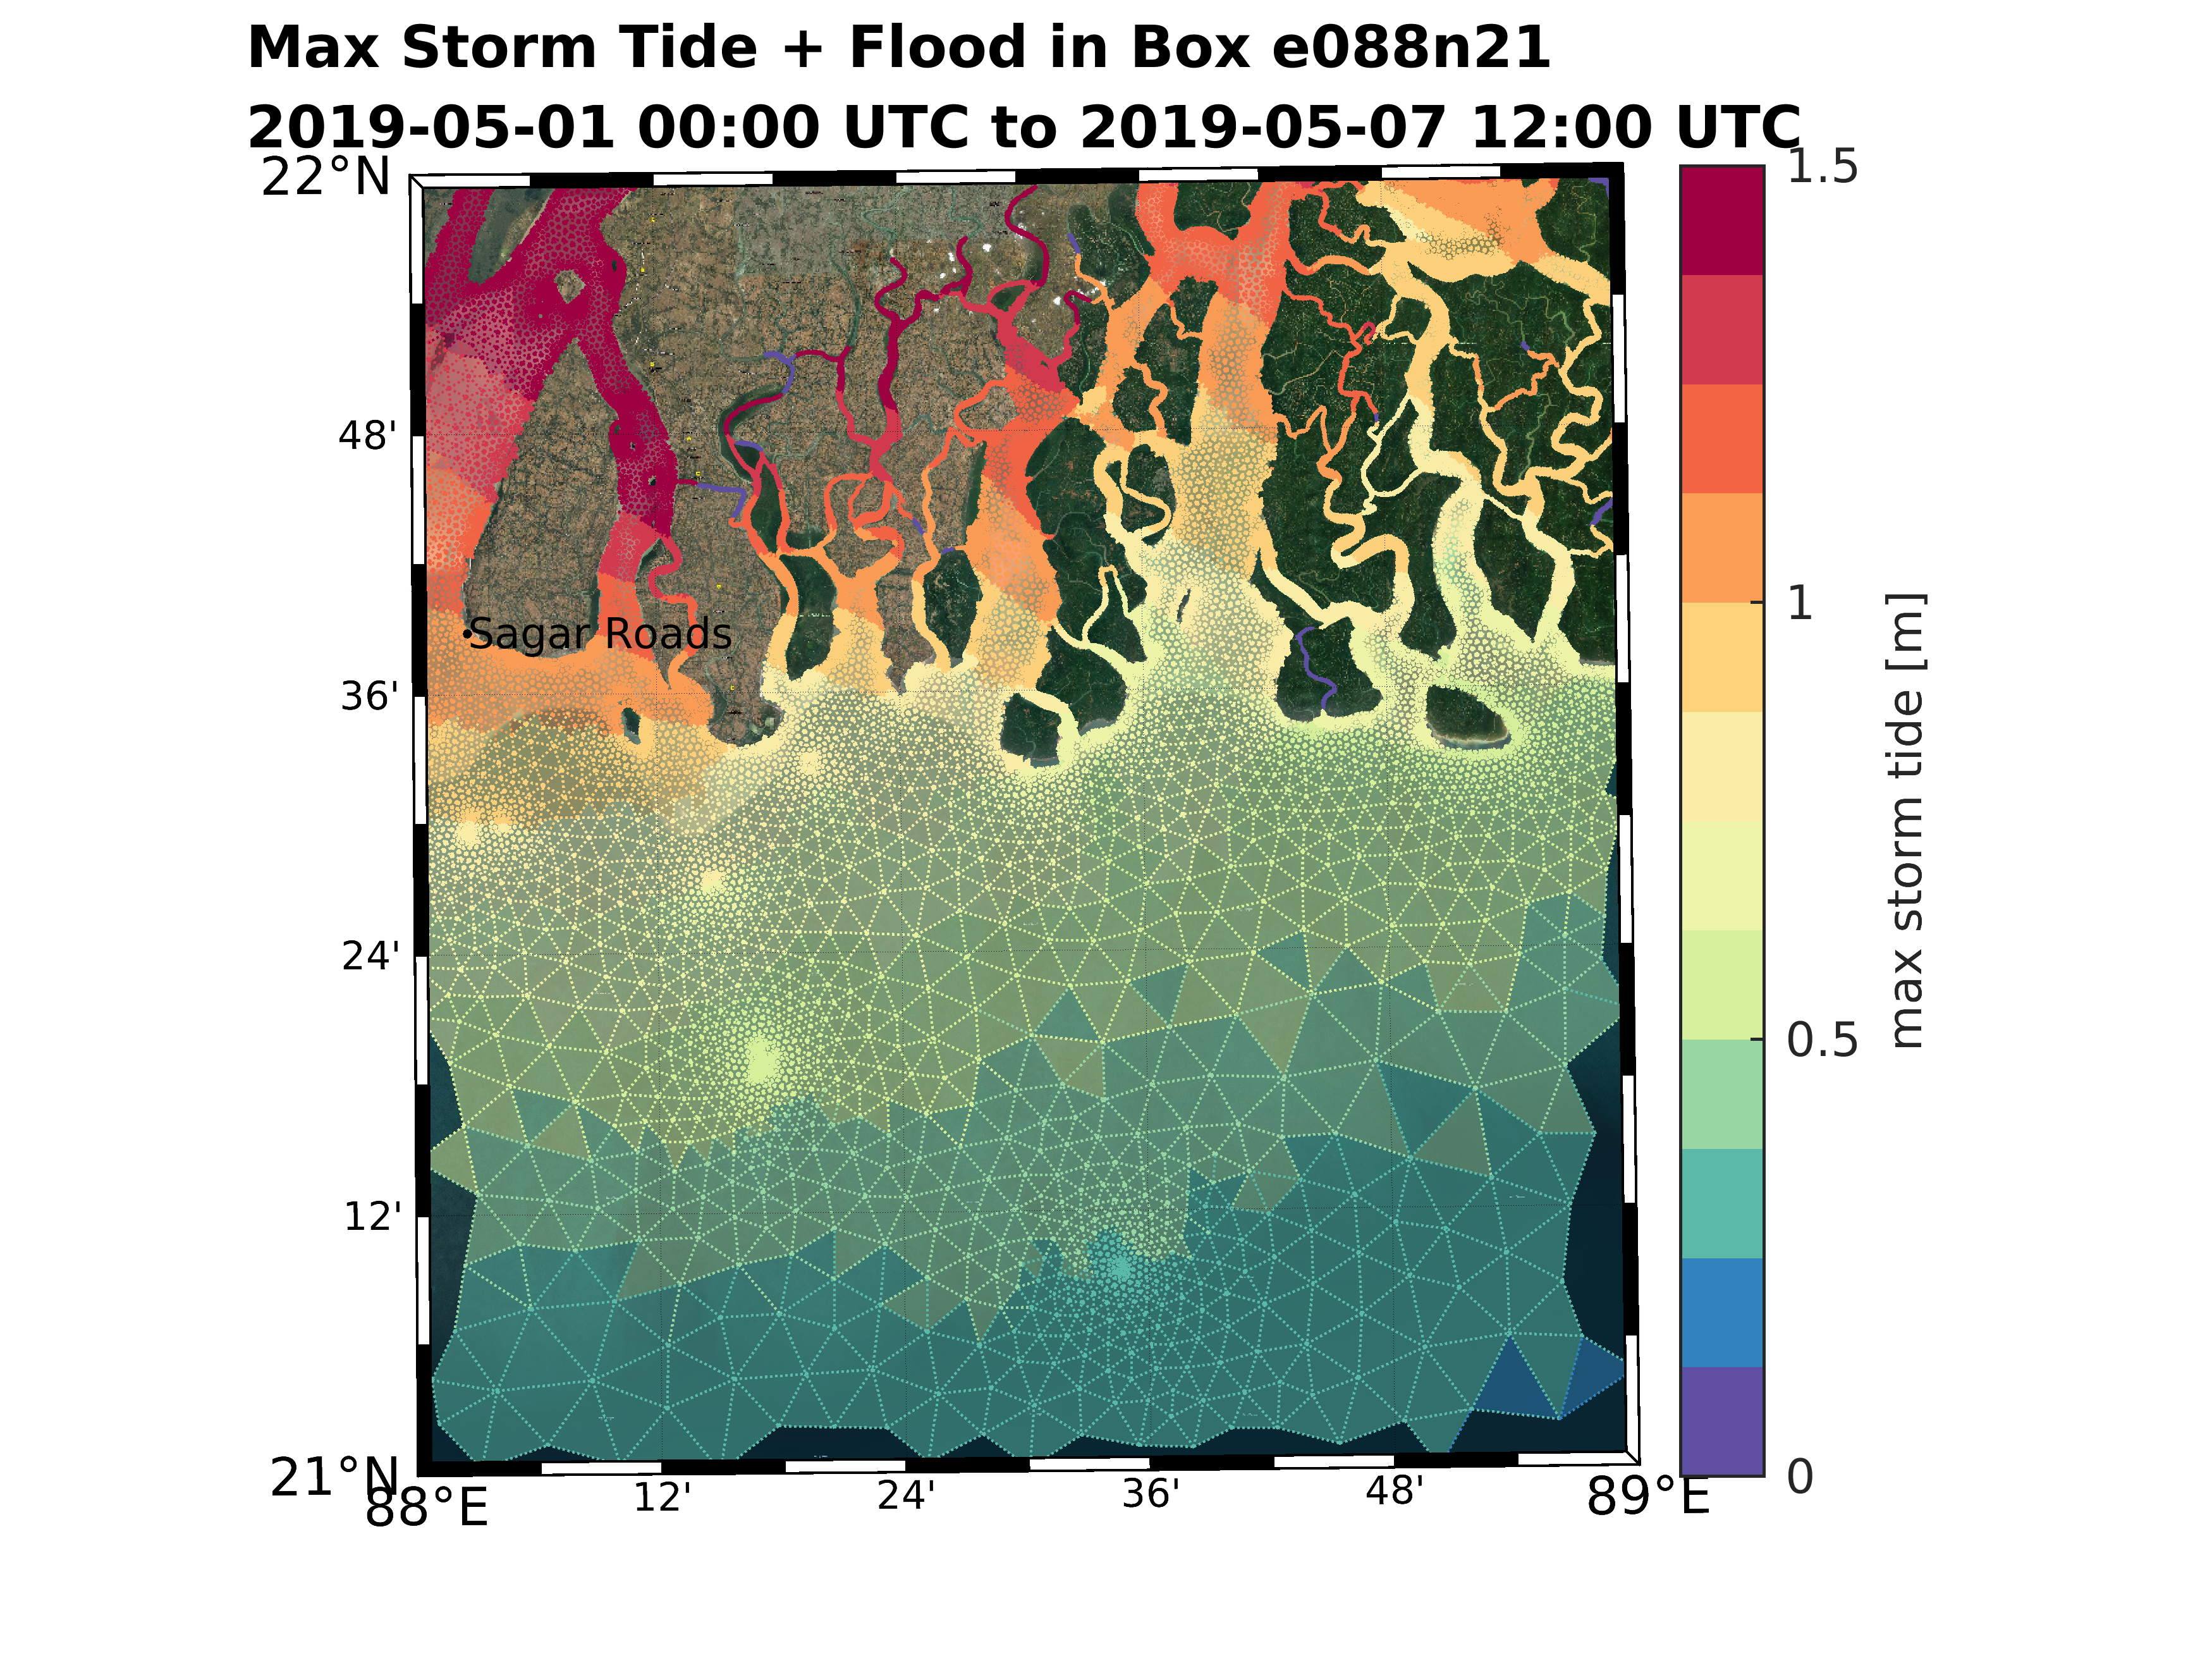 Max Storm Tide + Flood in Box e088n21
2019-05-01 00:00 UTC to 2019-05-07 12:00 UTC
22°N
48'
36'
24'
12'
21°N
88°E
12'
24'
36'
48'
89°E
Sagar Roads
1.5
1
0.5
0
max storm tide [m]